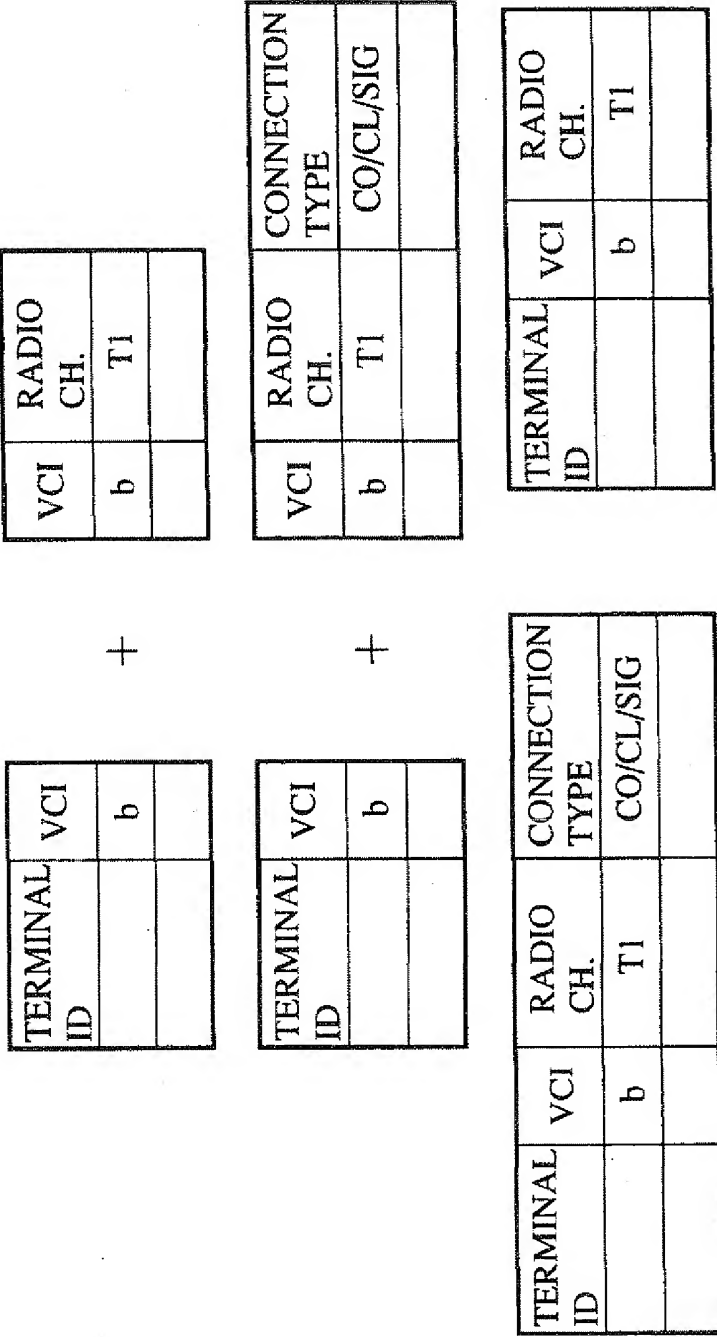 TERMINAL ID VCI
b
+
VCI RADIO CH.
b T1
TERMINAL ID VCI
b
+
VCI RADIO CH. CONNECTION TYPE
b T1 CO/CL/SIG
TERMINAL ID VCI RADIO CH. CONNECTION TYPE
b T1 CO/CL/SIG
TERMINAL ID VCI RADIO CH.
b T1